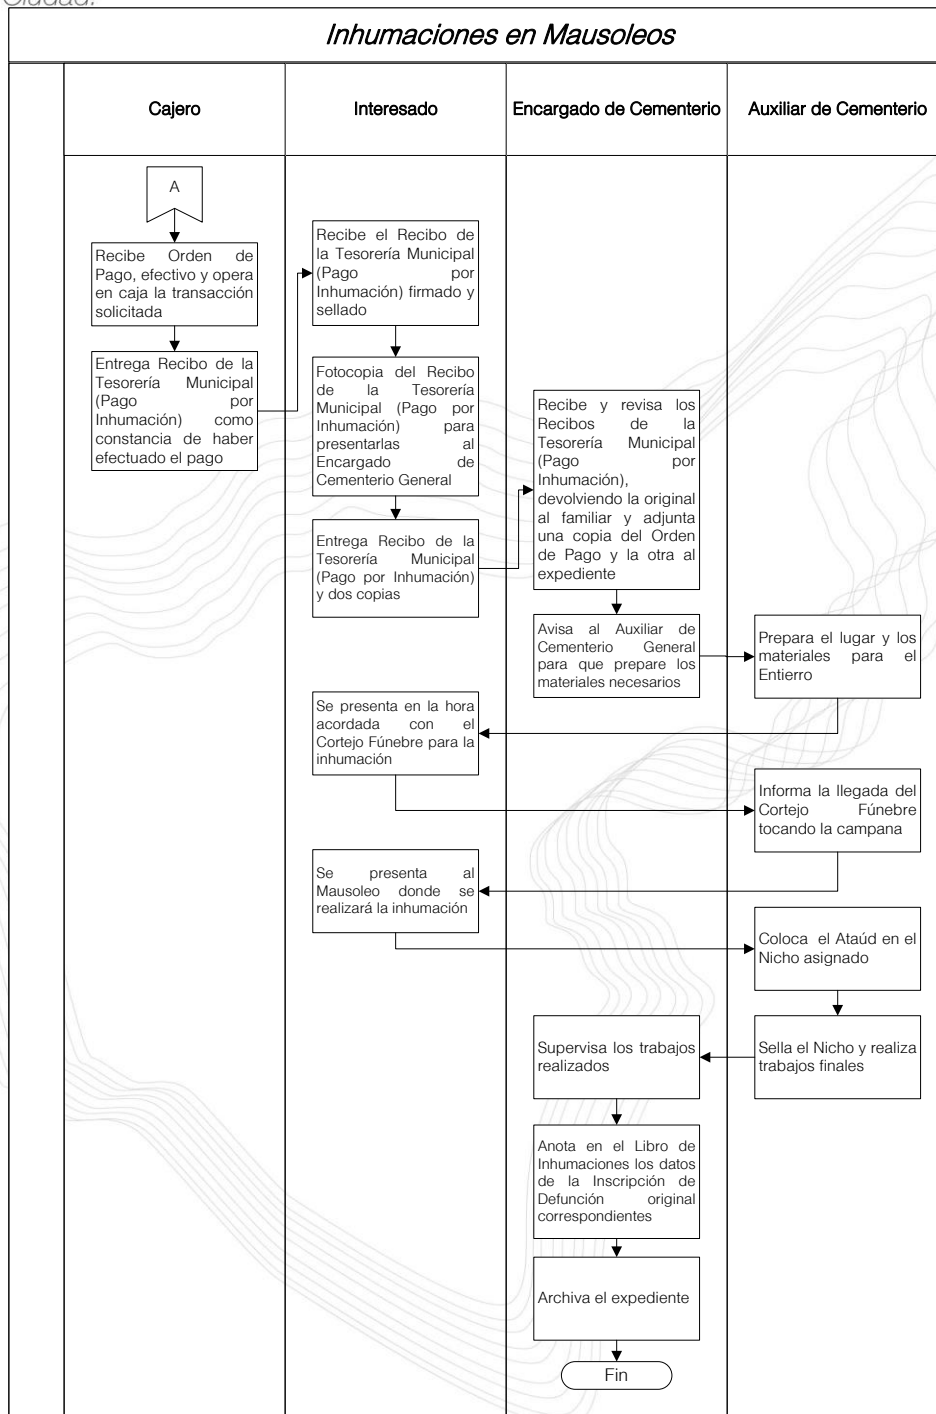 Ciudad.
Inhumaciones en Mausoleos
Cajero
Interesado
Encargado de Cementerio
Auxiliar de Cementerio
A
Recibe Orden de
Pago, efectivo y opera
en caja la transacción
solicitada
Entrega Recibo de la
Tesorería Municipal
(Pago por
Inhumación) como
constancia de haber
efectuado el pago
Recibe el Recibo de
la Tesorería Municipal
(Pago por
Inhumación) firmado y
sellado
Fotocopia del Recibo
de la Tesorería
Municipal (Pago por
Inhumación) para
presentarlas al
Encargado de
Cementerio General
Entrega Recibo de la
Tesorería Municipal
(Pago por Inhumación)
y dos copias
Recibe y revisa los
Recibos de la
Tesorería Municipal
(Pago por
Inhumación),
devolviendo la original
al familiar y adjunta
una copia del Orden
de Pago y la otra al
expediente
Avisa al Auxiliar de
Cementerio General
para que prepare los
materiales necesarios
Prepara el lugar y los
materiales para el
Entierro
Se presenta en la hora
acordada con el
Cortejo Fúnebre para la
inhumación
Informa la llegada del
Cortejo Fúnebre
tocando la campana
Se presenta al
Mausoleo donde se
realizará la inhumación
Coloca el Ataúd en el
Nicho asignado
Sella el Nicho y realiza
trabajos finales
Supervisa los trabajos
realizados
Anota en el Libro de
Inhumaciones los datos
de la Inscripción de
Defunción original
correspondientes
Archiva el expediente
Fin